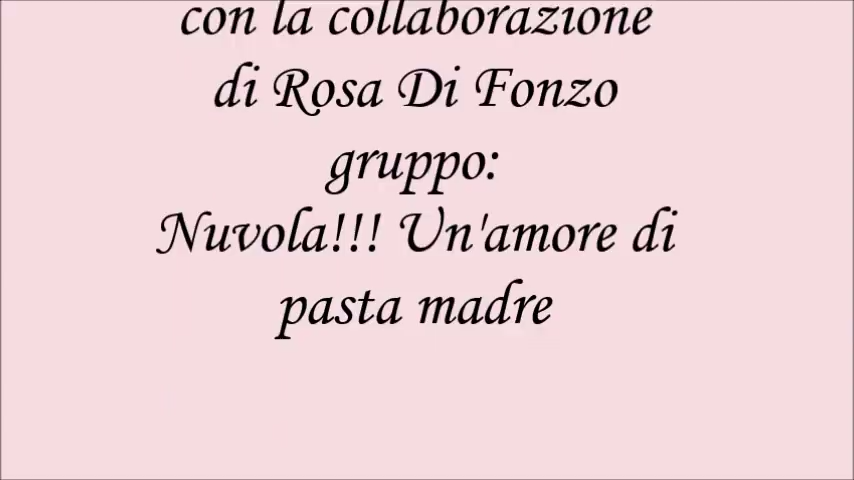 con la collaborazione
di Rosa Di Fonzo
gruppo:
Nuvola!!! Un'amore di
pasta madre